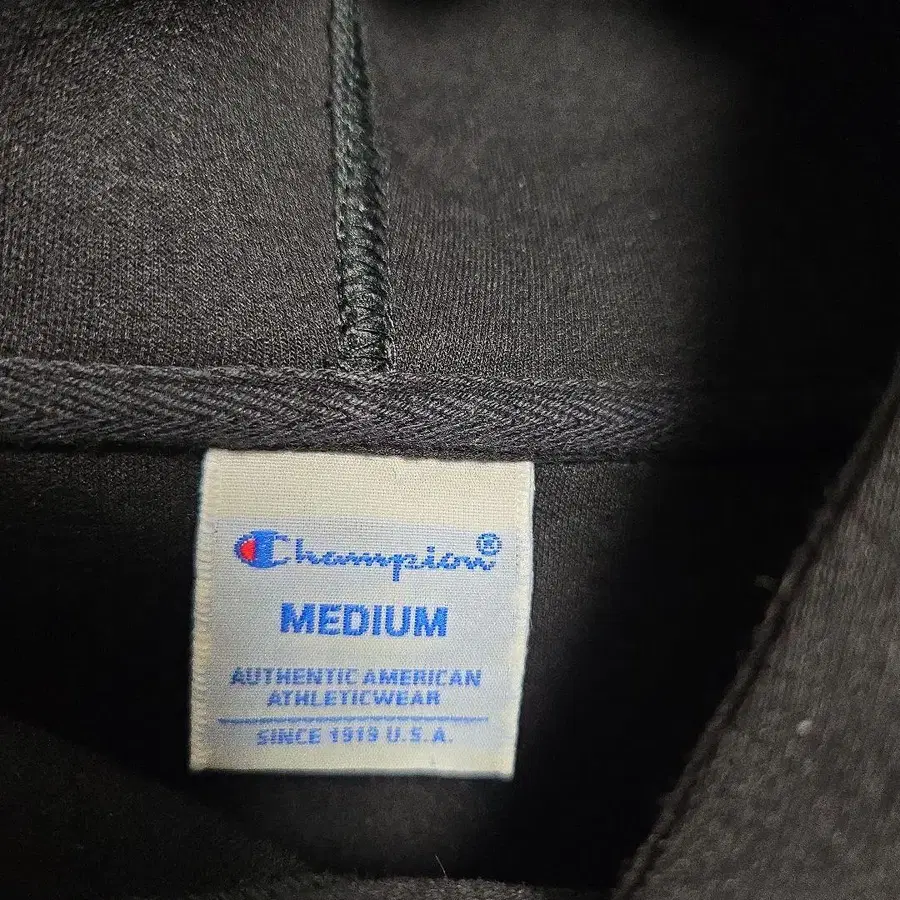 Champion®
MEDIUM
AUTHENTIC AMERICAN
ATHLETICWEAR
SINCE 1919 U.S.A.